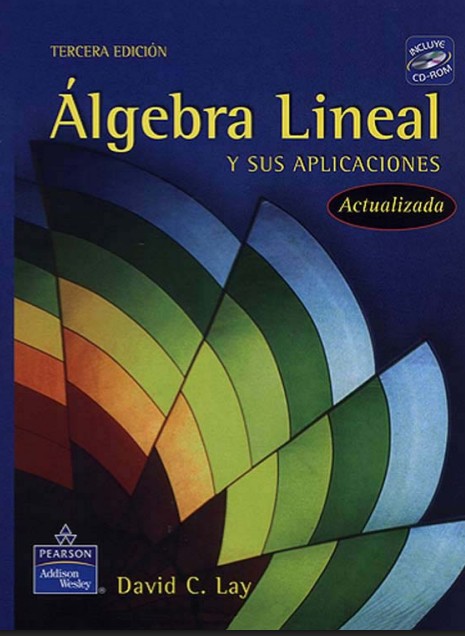 TERCERA EDICIÓN
INCLUYE
CD-ROM
Álgebra Lineal
Y SUS APLICACIONES
Actualizada
PEARSON
Addison
Wesley
®
David C. Lay